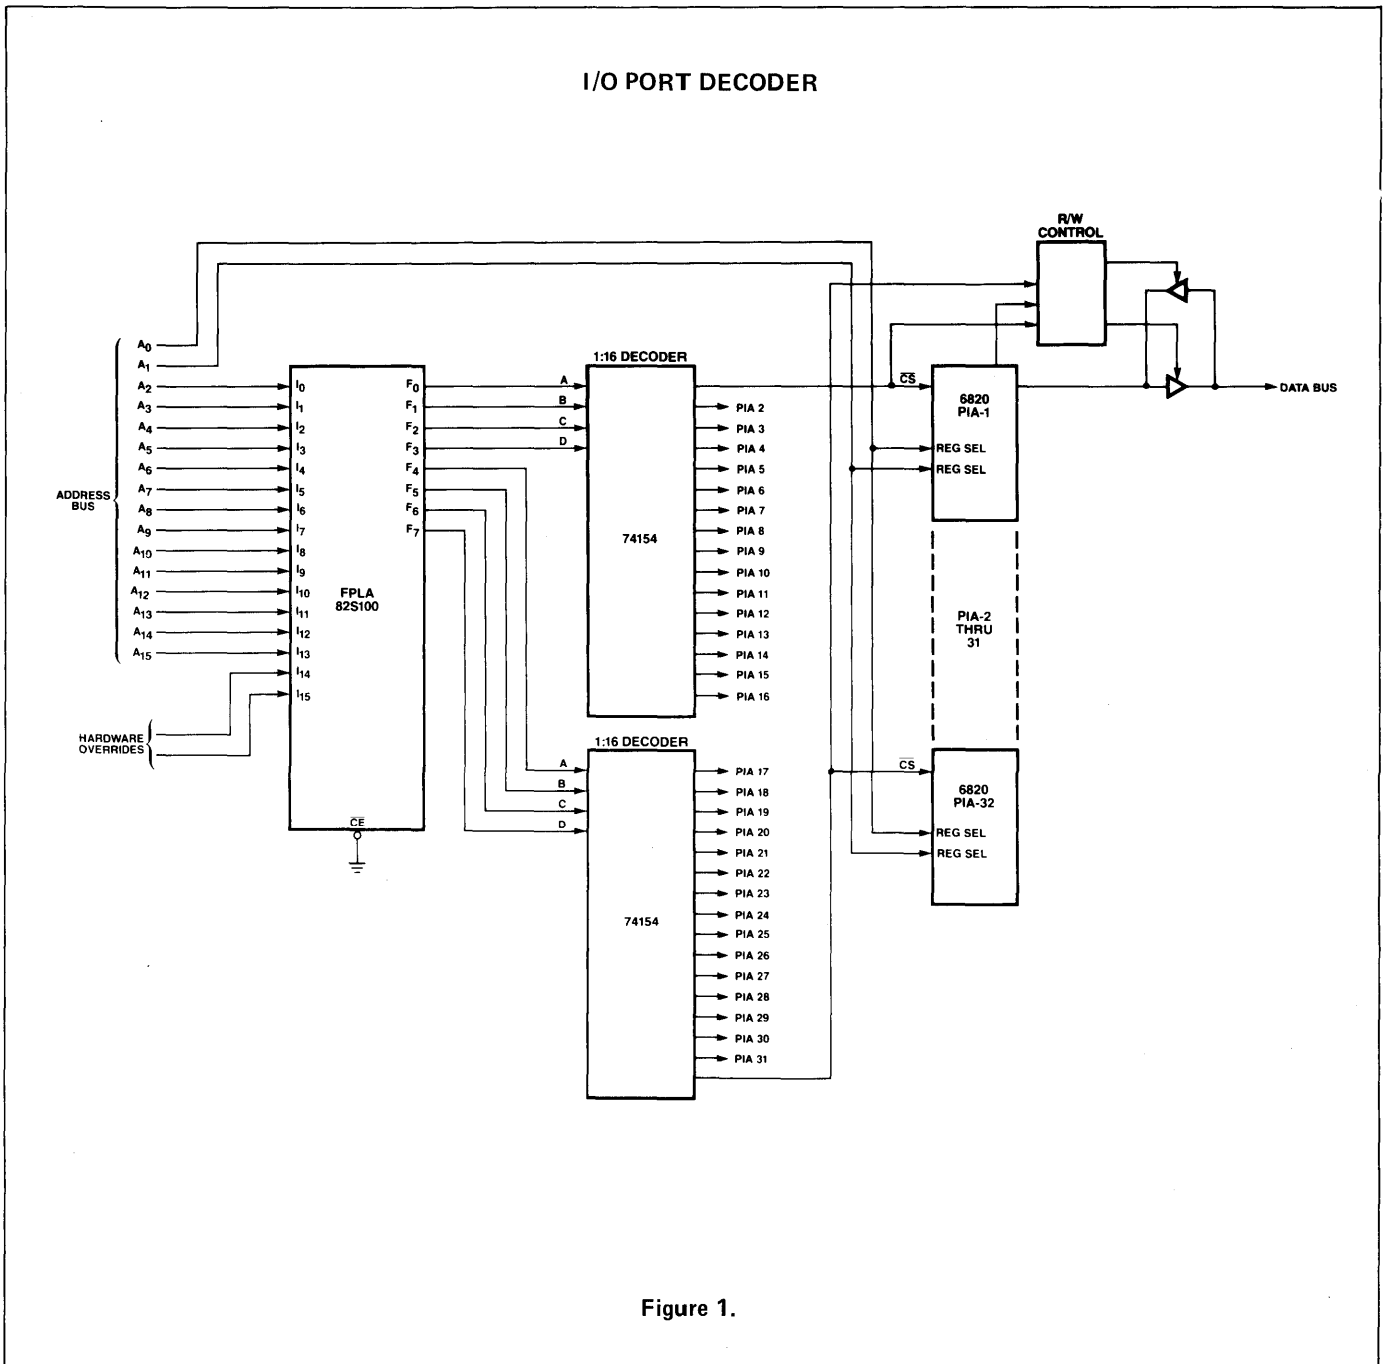 I/O PORT DECODER
R/W
CONTROL
ADDRESS
BUS
A0
A1
A2
A3
A4
A5
A6
A7
A8
A9
A10
A11
A12
A13
A14
A15
HARDWARE
OVERRIDES
I0
I1
I2
I3
I4
I5
I6
I7
I8
I9
I10
I11
I12
I13
I14
I15
FPLA
82S100
CE
F0
F1
F2
F3
F4
F5
F6
F7
1:16 DECODER
A
B
C
D
74154
PIA 2
PIA 3
PIA 4
PIA 5
PIA 6
PIA 7
PIA 8
PIA 9
PIA 10
PIA 11
PIA 12
PIA 13
PIA 14
PIA 15
PIA 16
1:16 DECODER
A
B
C
D
74154
PIA 17
PIA 18
PIA 19
PIA 20
PIA 21
PIA 22
PIA 23
PIA 24
PIA 25
PIA 26
PIA 27
PIA 28
PIA 29
PIA 30
PIA 31
CS
6820
PIA-1
REG SEL
REG SEL
DATA BUS
PIA-2
THRU
31
CS
6820
PIA-32
REG SEL
REG SEL
Figure 1.